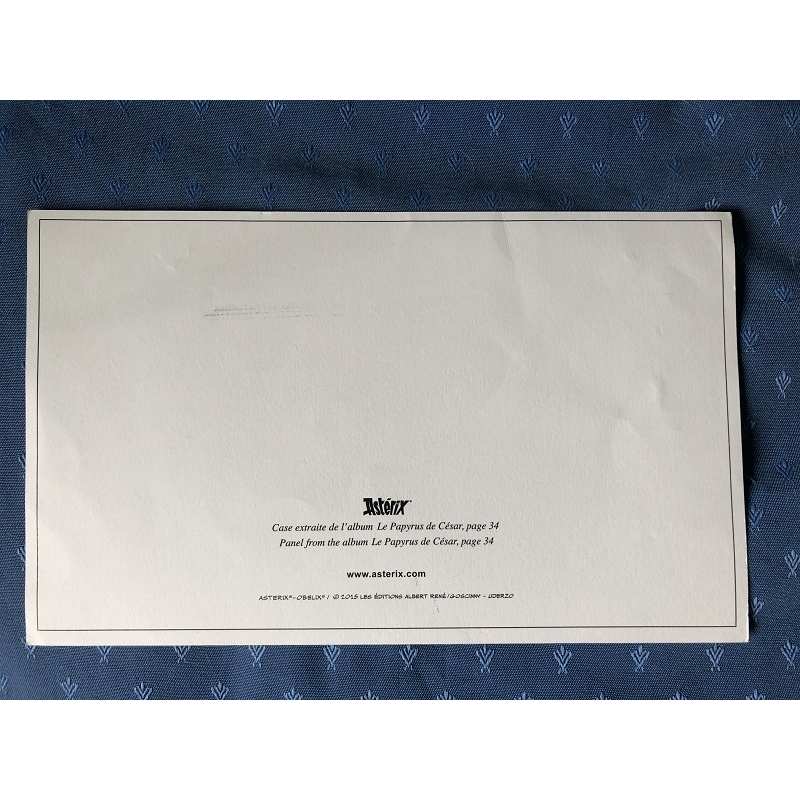 Astérix
Case extraite de l'album Le Papyrus de César, page 34
Panel from the album Le Papyrus de César, page 34
www.asterix.com
ASTERIX®-OBELIX® / © 2015 LES ÉDITIONS ALBERT RENÉ/GOSCINNY - UDERZO